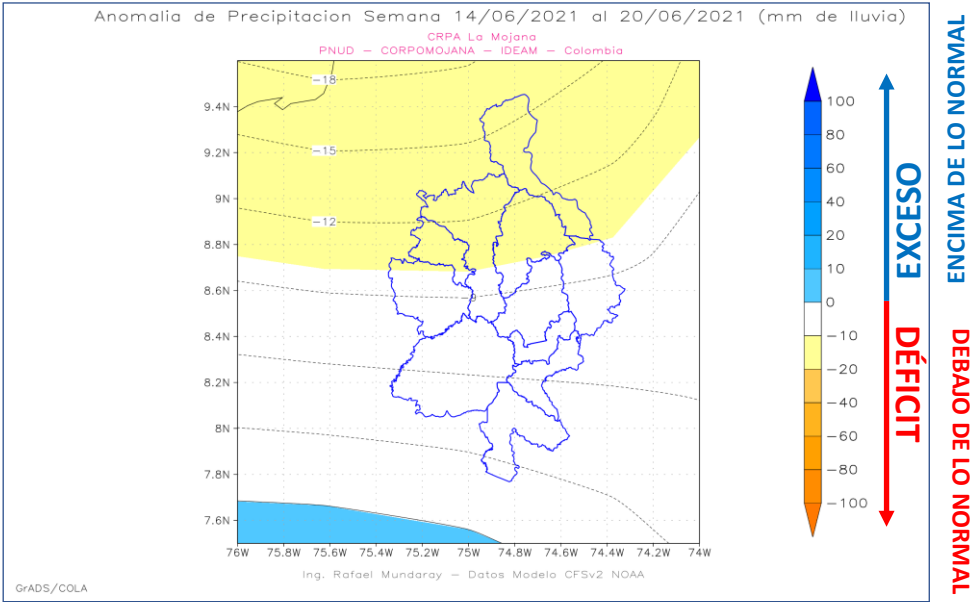 Anomalia de Precipitacion Semana 14/06/2021 al 20/06/2021 (mm de lluvia)
CRPA La Mojana
PNUD – CORPOMOJANA – IDEAM – Colombia
−18
−15
−12
9.4N
9.2N
9N
8.8N
8.6N
8.4N
8.2N
8N
7.8N
7.6N
76W 75.8W 75.6W 75.4W 75.2W 75W 74.8W 74.6W 74.4W 74.2W 74W
100
80
60
40
20
10
0
−10
−20
−40
−60
−80
−100
EXCESO
DÉFICIT
ENCIMA DE LO NORMAL
DEBAJO DE LO NORMAL
Ing. Rafael Mundaray – Datos Modelo CFSv2 NOAA
GrADS/COLA